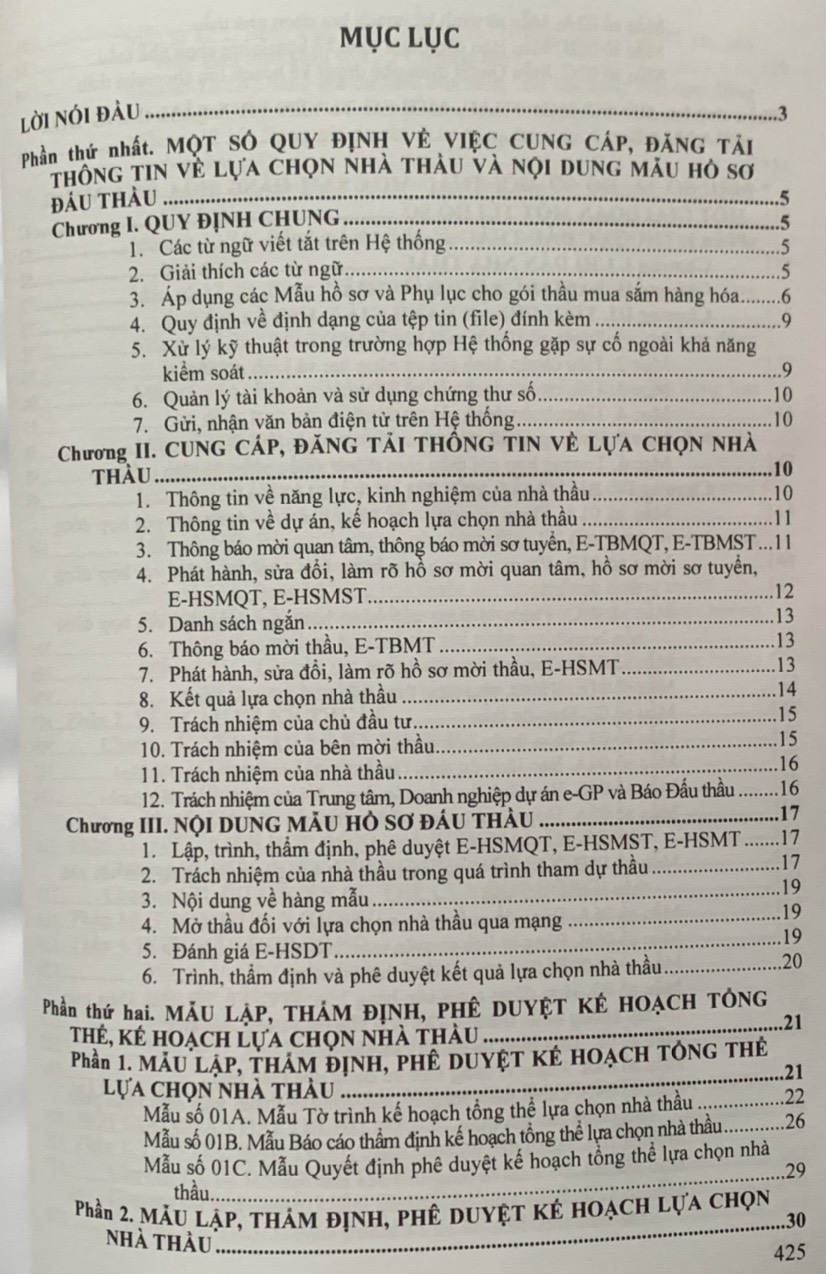 MỤC LỤC
LỜI NÓI ĐẦU ..... 3
Phần thứ nhất. MỘT SỐ QUY ĐỊNH VỀ VIỆC CUNG CẤP, ĐĂNG TẢI
THÔNG TIN VỀ LỰA CHỌN NHÀ THẦU VÀ NỘI DUNG MẪU HỒ SƠ
ĐẤU THẦU ..... 5
Chương I. QUY ĐỊNH CHUNG ..... 5
1. Các từ ngữ viết tắt trên Hệ thống ..... 5
2. Giải thích các từ ngữ ..... 5
3. Áp dụng các Mẫu hồ sơ và Phụ lục cho gói thầu mua sắm hàng hóa ..... 6
4. Quy định về định dạng của tệp tin (file) đính kèm ..... 9
5. Xử lý kỹ thuật trong trường hợp Hệ thống gặp sự cố ngoài khả năng
kiểm soát ..... 9
6. Quản lý tài khoản và sử dụng chứng thư số ..... 10
7. Gửi, nhận văn bản điện tử trên Hệ thống ..... 10
Chương II. CUNG CẤP, ĐĂNG TẢI THÔNG TIN VỀ LỰA CHỌN NHÀ
THẦU ..... 10
1. Thông tin về năng lực, kinh nghiệm của nhà thầu ..... 10
2. Thông tin về dự án, kế hoạch lựa chọn nhà thầu ..... 11
3. Thông báo mời quan tâm, thông báo mời sơ tuyển, E-TBMQT, E-TBMST ... 11
4. Phát hành, sửa đổi, làm rõ hồ sơ mời quan tâm, hồ sơ mời sơ tuyển,
E-HSMQT, E-HSMST ..... 12
5. Danh sách ngắn ..... 13
6. Thông báo mời thầu, E-TBMT ..... 13
7. Phát hành, sửa đổi, làm rõ hồ sơ mời thầu, E-HSMT ..... 13
8. Kết quả lựa chọn nhà thầu ..... 14
9. Trách nhiệm của chủ đầu tư ..... 15
10. Trách nhiệm của bên mời thầu ..... 15
11. Trách nhiệm của nhà thầu ..... 16
12. Trách nhiệm của Trung tâm, Doanh nghiệp dự án e-GP và Báo Đấu thầu ..... 16
Chương III. NỘI DUNG MẪU HỒ SƠ ĐẤU THẦU ..... 17
1. Lập, trình, thẩm định, phê duyệt E-HSMQT, E-HSMST, E-HSMT ..... 17
2. Trách nhiệm của nhà thầu trong quá trình tham dự thầu ..... 17
3. Nội dung về hàng mẫu ..... 19
4. Mở thầu đối với lựa chọn nhà thầu qua mạng ..... 19
5. Đánh giá E-HSDT ..... 19
6. Trình, thẩm định và phê duyệt kết quả lựa chọn nhà thầu ..... 20
Phần thứ hai. MẪU LẬP, THẨM ĐỊNH, PHÊ DUYỆT KẾ HOẠCH TỔNG
THỂ, KẾ HOẠCH LỰA CHỌN NHÀ THẦU ..... 21
Phần 1. MẪU LẬP, THẨM ĐỊNH, PHÊ DUYỆT KẾ HOẠCH TỔNG THỂ
LỰA CHỌN NHÀ THẦU ..... 21
Mẫu số 01A. Mẫu Tờ trình kế hoạch tổng thể lựa chọn nhà thầu ..... 22
Mẫu số 01B. Mẫu Báo cáo thẩm định kế hoạch tổng thể lựa chọn nhà thầu ..... 26
Mẫu số 01C. Mẫu Quyết định phê duyệt kế hoạch tổng thể lựa chọn nhà
thầu ..... 29
Phần 2. MẪU LẬP, THẨM ĐỊNH, PHÊ DUYỆT KẾ HOẠCH LỰA CHỌN
NHÀ THẦU ..... 30
425